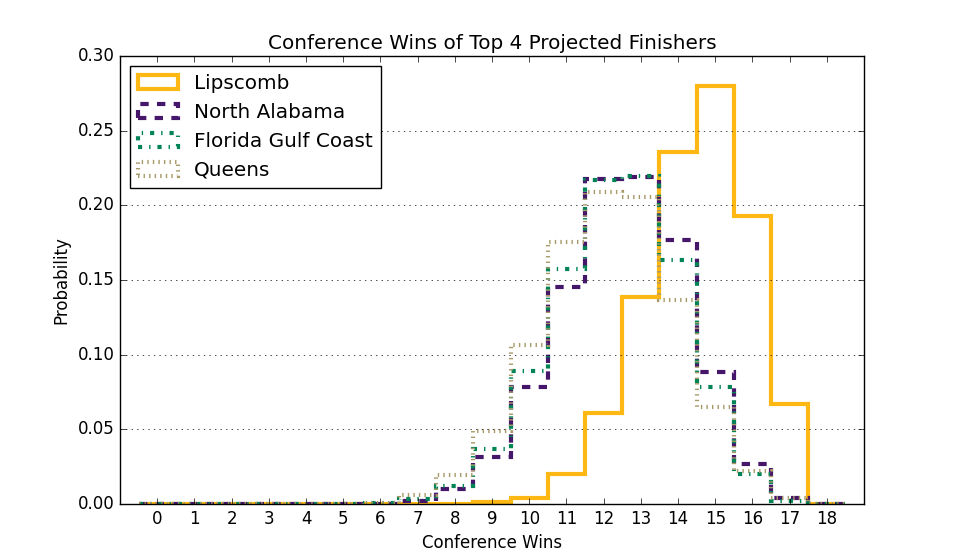 Conference Wins of Top 4 Projected Finishers
0.30
0.25
0.20
0.15
0.10
0.05
0.00
Probability
Lipscomb
North Alabama
Florida Gulf Coast
Queens
0 1 2 3 4 5 6 7 8 9 10 11 12 13 14 15 16 17 18
Conference Wins